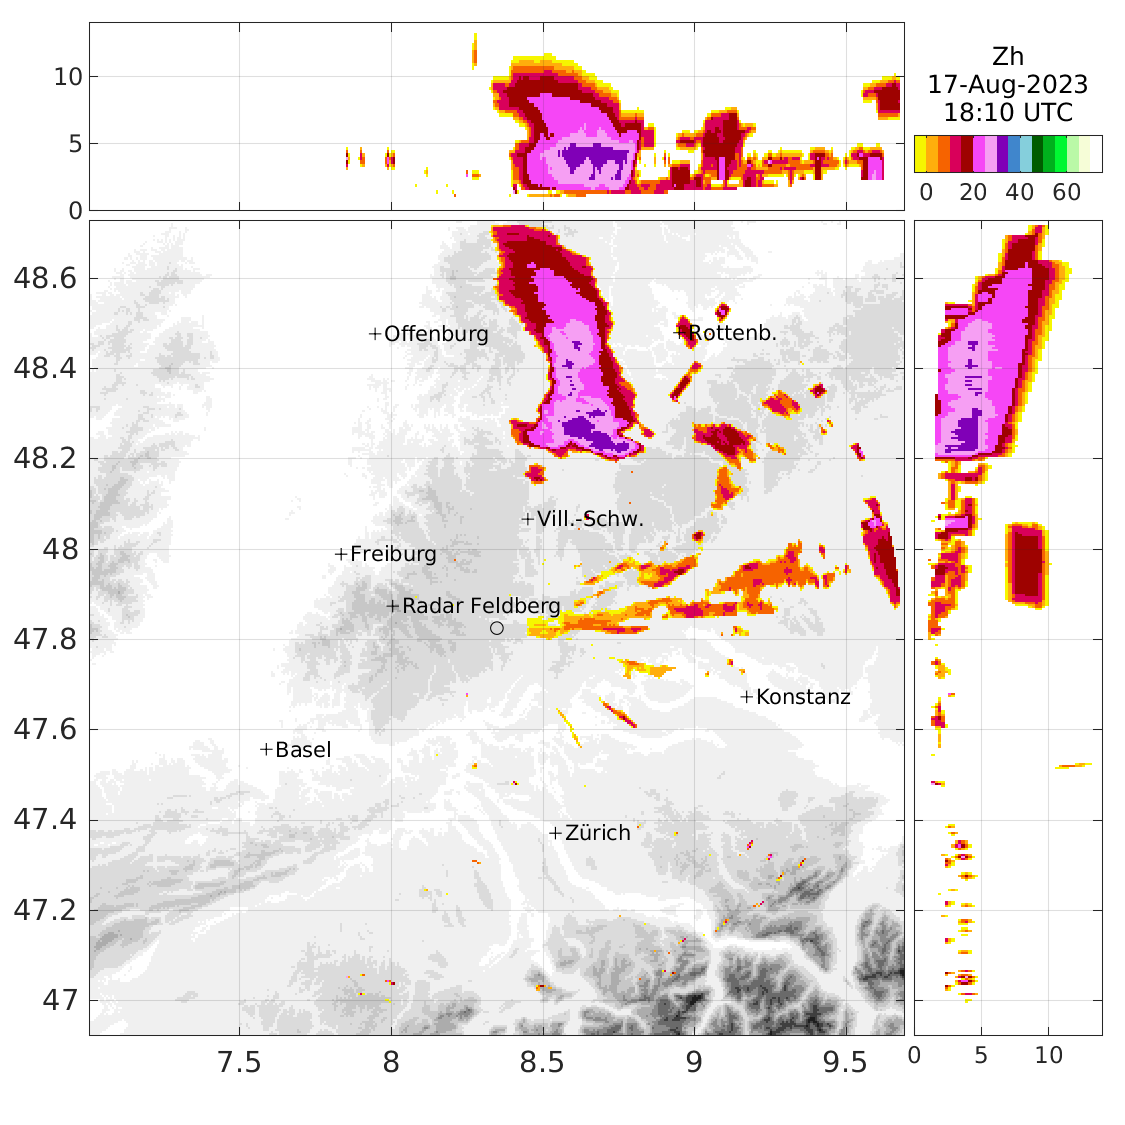 10
5
0
Zh
17-Aug-2023
18:10 UTC
0 20 40 60
48.6
48.4
48.2
48
47.8
47.6
47.4
47.2
47
Offenburg
Rottenb.
Vill.-Schw.
Freiburg
Radar Feldberg
Konstanz
Basel
Zürich
7.5 8 8.5 9 9.5
0 5 10